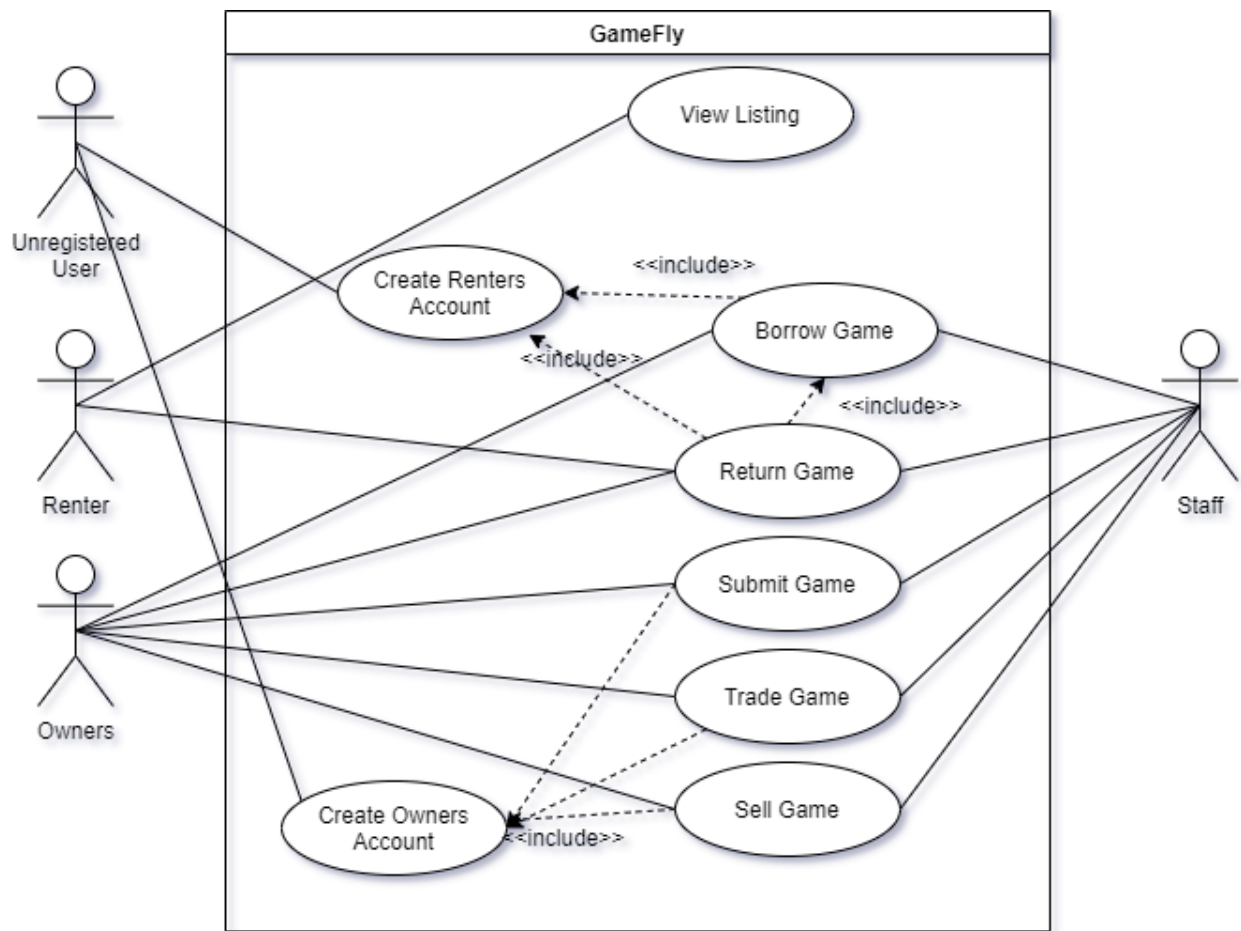 GameFly
View Listing
Unregistered
User
Create Renters
Account
<<include>>
Borrow Game
<<include>>
<<include>>
Renter
Return Game
Staff
Submit Game
Owners
Trade Game
Create Owners
Account
Sell Game
<<include>>